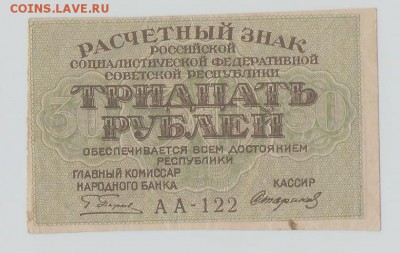 COINS.LAVE.RU
РАСЧЕТНЫЙ ЗНАК
РОССИЙСКОЙ
СОЦИАЛИСТИЧЕСКОЙ ФЕДЕРАТИВНОЙ
СОВЕТСКОЙ РЕСПУБЛИКИ
ТРИДЦАТЬ
РУБЛЕЙ
ОБЕСПЕЧИВАЕТСЯ ВСЕМ ДОСТОЯНИЕМ
РЕСПУБЛИКИ
ГЛАВНЫЙ КОМИССАР
НАРОДНОГО БАНКА
КАССИР
АА-122